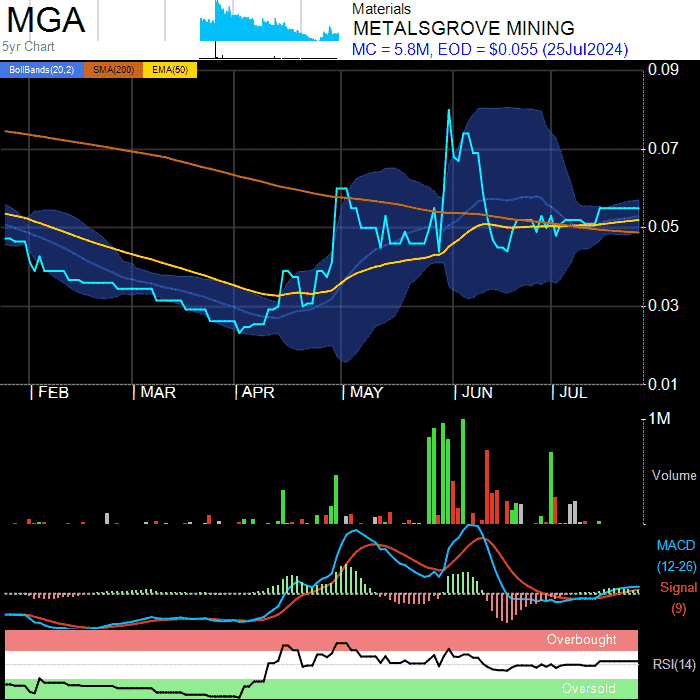 MGA
5yr Chart
Materials
METALSGROVE MINING
MC = 5.8M, EOD = $0.055 (25Jul2024)
BollBands(20,2) SMA(200) EMA(50)
0.09
0.07
0.05
0.03
0.01
FEB MAR APR MAY JUN JUL
1M
Volume
MACD
(12-26)
Signal
(9)
Overbought
RSI(14)
Oversold